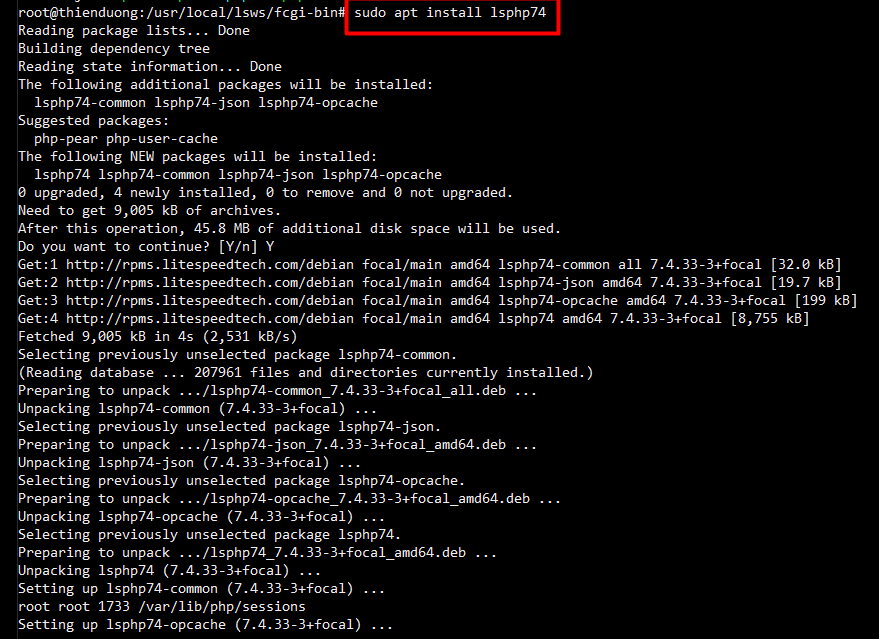 root@thienduong:/usr/local/lsws/fcgi-bin# sudo apt install lsphp74
Reading package lists... Done
Building dependency tree
Reading state information... Done
The following additional packages will be installed:
  lsphp74-common lsphp74-json lsphp74-opcache
Suggested packages:
  php-pear php-user-cache
The following NEW packages will be installed:
  lsphp74 lsphp74-common lsphp74-json lsphp74-opcache
0 upgraded, 4 newly installed, 0 to remove and 0 not upgraded.
Need to get 9,005 kB of archives.
After this operation, 45.8 MB of additional disk space will be used.
Do you want to continue? [Y/n] Y
Get:1 http://rpms.litespeedtech.com/debian focal/main amd64 lsphp74-common all 7.4.33-3+focal [32.0 kB]
Get:2 http://rpms.litespeedtech.com/debian focal/main amd64 lsphp74-json amd64 7.4.33-3+focal [19.7 kB]
Get:3 http://rpms.litespeedtech.com/debian focal/main amd64 lsphp74-opcache amd64 7.4.33-3+focal [199 kB]
Get:4 http://rpms.litespeedtech.com/debian focal/main amd64 lsphp74 amd64 7.4.33-3+focal [8,755 kB]
Fetched 9,005 kB in 4s (2,531 kB/s)
Selecting previously unselected package lsphp74-common.
(Reading database ... 207961 files and directories currently installed.)
Preparing to unpack .../lsphp74-common_7.4.33-3+focal_all.deb ...
Unpacking lsphp74-common (7.4.33-3+focal) ...
Selecting previously unselected package lsphp74-json.
Preparing to unpack .../lsphp74-json_7.4.33-3+focal_amd64.deb ...
Unpacking lsphp74-json (7.4.33-3+focal) ...
Selecting previously unselected package lsphp74-opcache.
Preparing to unpack .../lsphp74-opcache_7.4.33-3+focal_amd64.deb ...
Unpacking lsphp74-opcache (7.4.33-3+focal) ...
Selecting previously unselected package lsphp74.
Preparing to unpack .../lsphp74_7.4.33-3+focal_amd64.deb ...
Unpacking lsphp74 (7.4.33-3+focal) ...
Setting up lsphp74-common (7.4.33-3+focal) ...
root root 1733 /var/lib/php/sessions
Setting up lsphp74-opcache (7.4.33-3+focal) ...